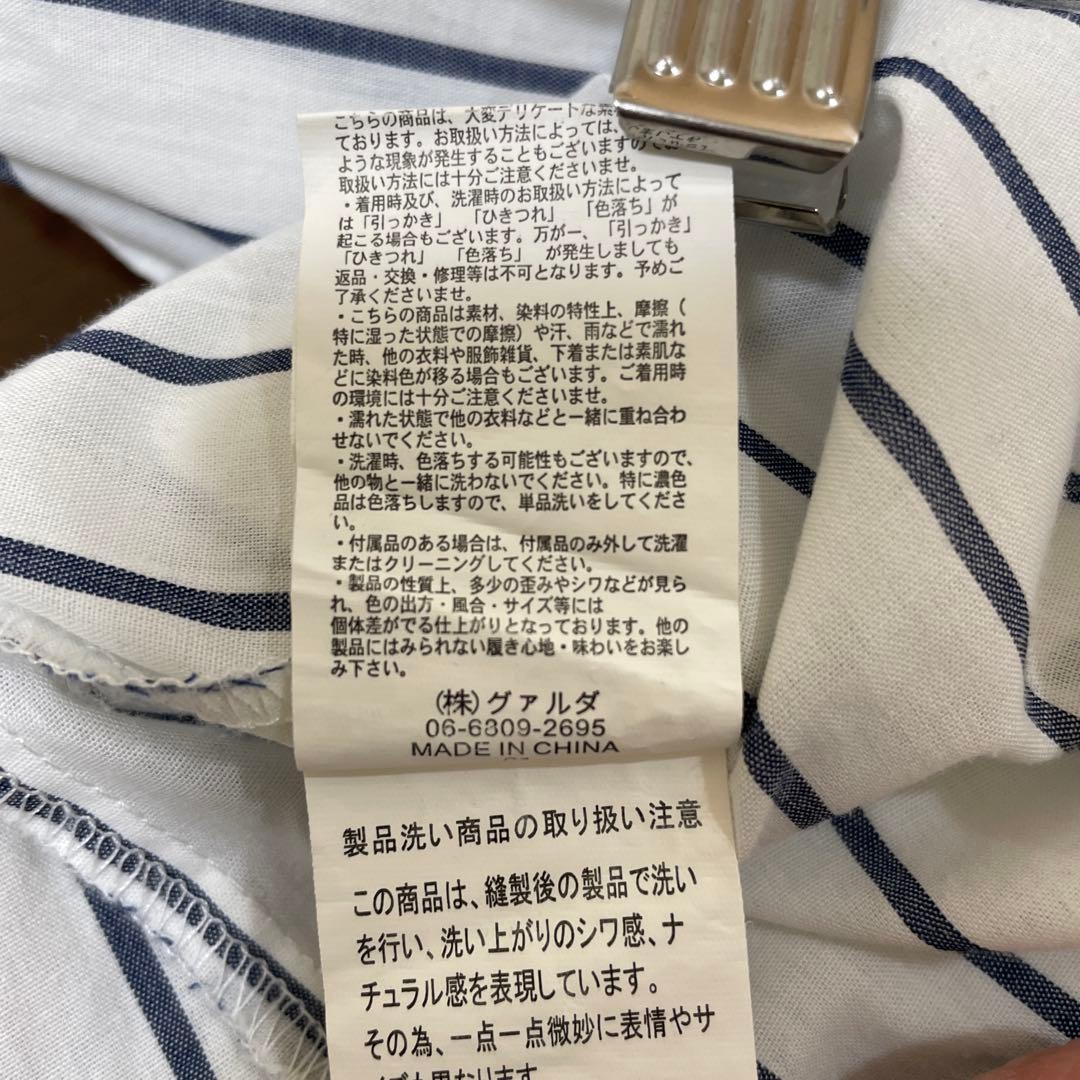 こちらの商品は、大変デリケートな素
ております。お取扱い方法によっては、
ような現象が発生することもございますので
取扱い方法には十分ご注意くださいませ。
・着用時及び、洗濯時のお取扱い方法によって
は「引っかき」 「ひきつれ」 「色落ち」が
起こる場合もございます。万が一、「引っかき」
「ひきつれ」 「色落ち」 が発生しましても
返品・交換・修理等は不可となります。予めご
了承くださいませ。
・こちらの商品は素材、染料の特性上、摩擦（
特に湿った状態での摩擦）や汗、雨などで濡れ
た時、他の衣料や服飾雑貨、下着または素肌な
どに染料色が移る場合もございます。ご着用時
の環境には十分ご注意くださいませ。
・濡れた状態で他の衣料などと一緒に重ね合わ
せないでください。
・洗濯時、色落ちする可能性もございますので、
他の物と一緒に洗わないでください。特に濃色
品は色落ちしますので、単品洗いをしてくださ
い。
・付属品のある場合は、付属品のみ外して洗濯
またはクリーニングしてください。
・製品の性質上、多少の歪みやシワなどが見ら
れ、色の出方・風合・サイズ等には
個体差がでる仕上がりとなっております。他の
製品にはみられない履き心地・味わいをお楽し
み下さい。
（株）グァルダ
06-6309-2695
MADE IN CHINA
製品洗い商品の取り扱い注意
この商品は、縫製後の製品で洗い
を行い、洗い上がりのシワ感、ナ
チュラル感を表現しています。
その為、一点一点微妙に表情やサ
イズも異なります。